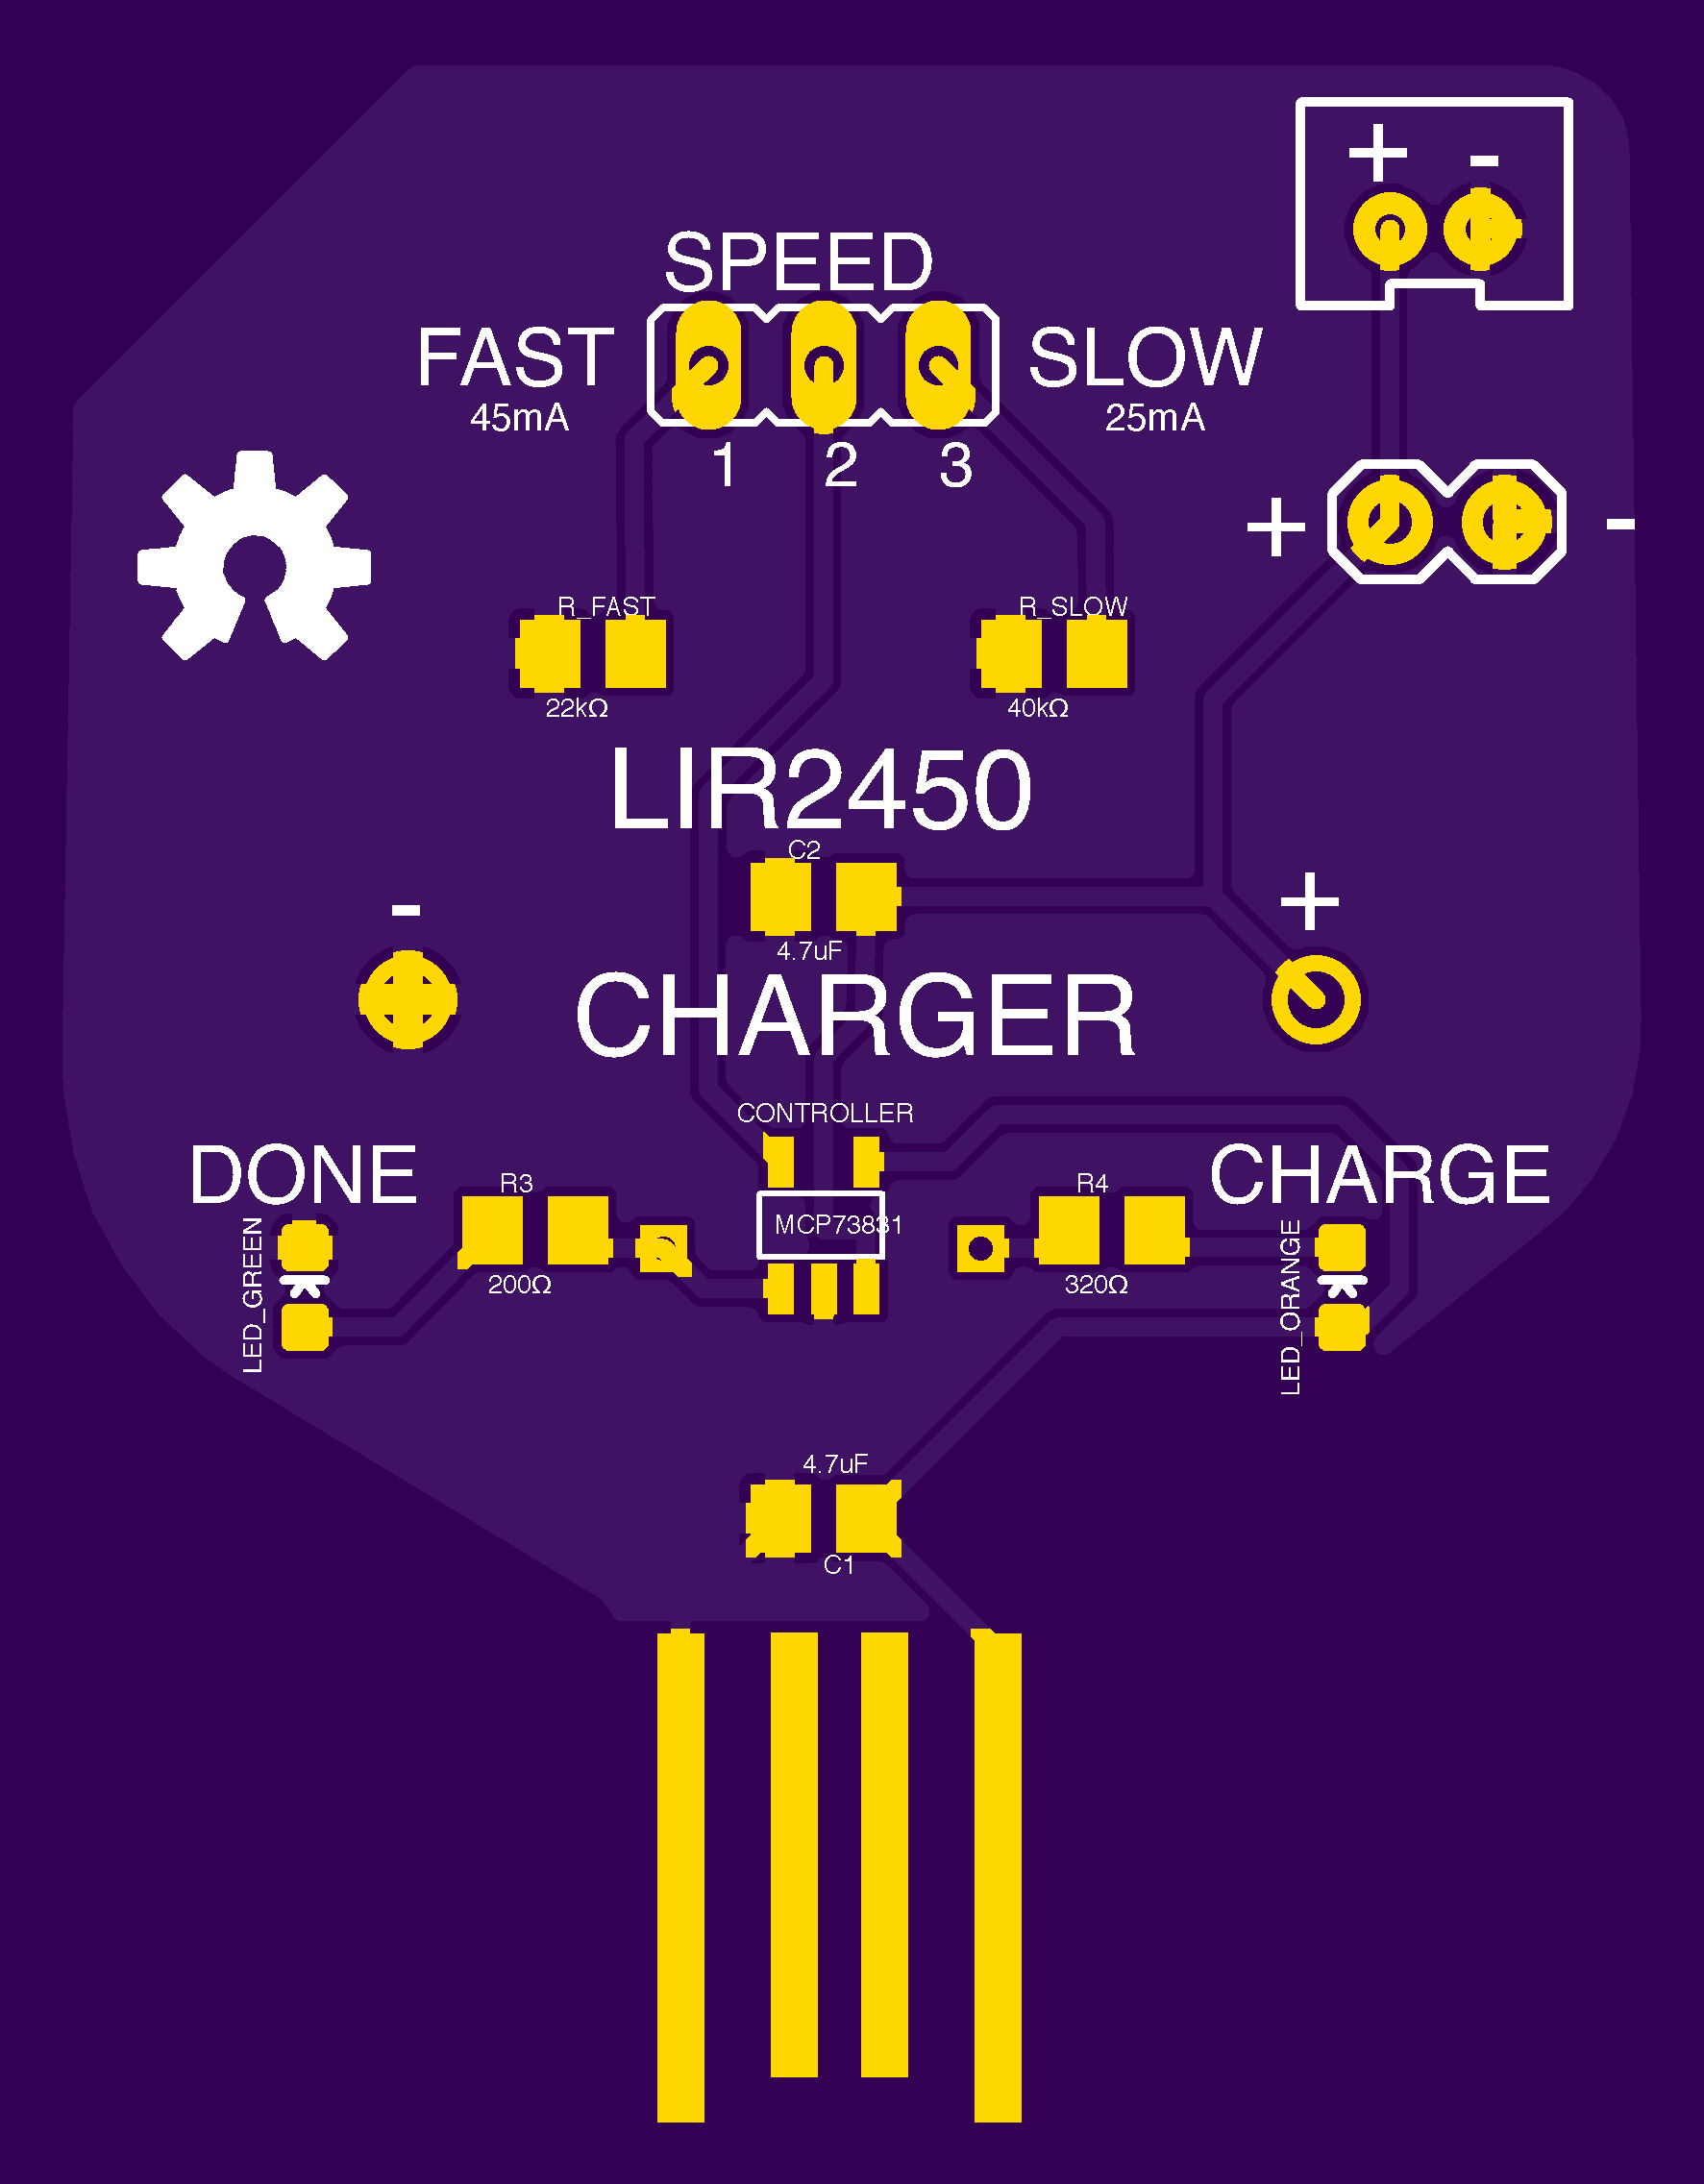 + -
SPEED
FAST
SLOW
45mA
25mA
1 2 3
+ -
R_FAST
R_SLOW
22kΩ
40kΩ
LIR2450
C2
- +
4.7uF
CHARGER
CONTROLLER
DONE
CHARGE
R3
R4
MCP73831
LED_GREEN
K
200Ω
320Ω
LED_ORANGE
K
4.7uF
C1